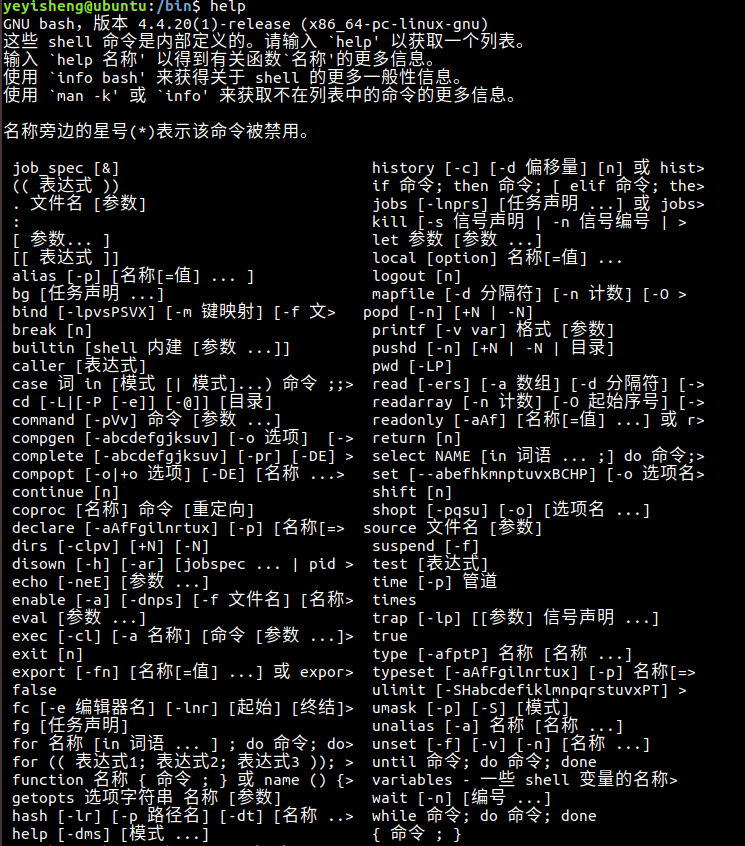 yeyisheng@ubuntu:/bin$ help
GNU bash，版本 4.4.20(1)-release (x86_64-pc-linux-gnu)
这些 shell 命令是内部定义的。请输入 `help' 以获取一个列表。
输入 `help 名称' 以得到有关函数`名称'的更多信息。
使用 `info bash' 来获得关于 shell 的更多一般性信息。
使用 `man -k' 或 `info' 来获取不在列表中的命令的更多信息。
名称旁边的星号(*)表示该命令被禁用。
job_spec [&] history [-c] [-d 偏移量] [n] 或 hist>
(( 表达式 )) if 命令; then 命令; [ elif 命令; the>
. 文件名 [参数] jobs [-lnprs] [任务声明 ...] 或 jobs>
: kill [-s 信号声明 | -n 信号编号 | >
[ 参数... ] let 参数 [参数 ...]
[[ 表达式 ]] local [option] 名称[=值] ...
alias [-p] [名称[=值] ... ] logout [n]
bg [任务声明 ...] mapfile [-d 分隔符] [-n 计数] [-O >
bind [-lpvsPSVX] [-m 键映射] [-f 文> popd [-n] [+N | -N]
break [n] printf [-v var] 格式 [参数]
builtin [shell 内建 [参数 ...]] pushd [-n] [+N | -N | 目录]
caller [表达式] pwd [-LP]
case 词 in [模式 [| 模式]...) 命令 ;;> read [-ers] [-a 数组] [-d 分隔符] [->
cd [-L|[-P [-e]] [-@]] [目录] readarray [-n 计数] [-O 起始序号] [->
command [-pVv] 命令 [参数 ...] readonly [-aAf] [名称[=值] ...] 或 r>
compgen [-abcdefgjksuv] [-o 选项] [-> return [n]
complete [-abcdefgjksuv] [-pr] [-DE] > select NAME [in 词语 ... ;] do 命令;>
compopt [-o|+o 选项] [-DE] [名称 ...> set [--abefhkmnptuvxBCHP] [-o 选项名>
continue [n] shift [n]
coproc [名称] 命令 [重定向] shopt [-pqsu] [-o] [选项名 ...]
declare [-aAfFgilnrtux] [-p] [名称[=> source 文件名 [参数]
dirs [-clpv] [+N] [-N] suspend [-f]
disown [-h] [-ar] [jobspec ... | pid > test [表达式]
echo [-neE] [参数 ...] time [-p] 管道
enable [-a] [-dnps] [-f 文件名] [名称> times
eval [参数 ...] trap [-lp] [[参数] 信号声明 ...]
exec [-cl] [-a 名称] [命令 [参数 ...]> true
exit [n] type [-afptP] 名称 [名称 ...]
export [-fn] [名称[=值] ...] 或 expor> typeset [-aAfFgilnrtux] [-p] 名称[=>
false ulimit [-SHabcdefiklmnpqrstuvxPT] >
fc [-e 编辑器名] [-lnr] [起始] [终结]> umask [-p] [-S] [模式]
fg [任务声明] unalias [-a] 名称 [名称 ...]
for 名称 [in 词语 ... ] ; do 命令; do> unset [-f] [-v] [-n] [名称 ...]
for (( 表达式1; 表达式2; 表达式3 )); > until 命令; do 命令; done
function 名称 { 命令 ; } 或 name () {> variables - 一些 shell 变量的名称>
getopts 选项字符串 名称 [参数] wait [-n] [编号 ...]
hash [-lr] [-p 路径名] [-dt] [名称 ..> while 命令; do 命令; done
help [-dms] [模式 ...] { 命令 ; }